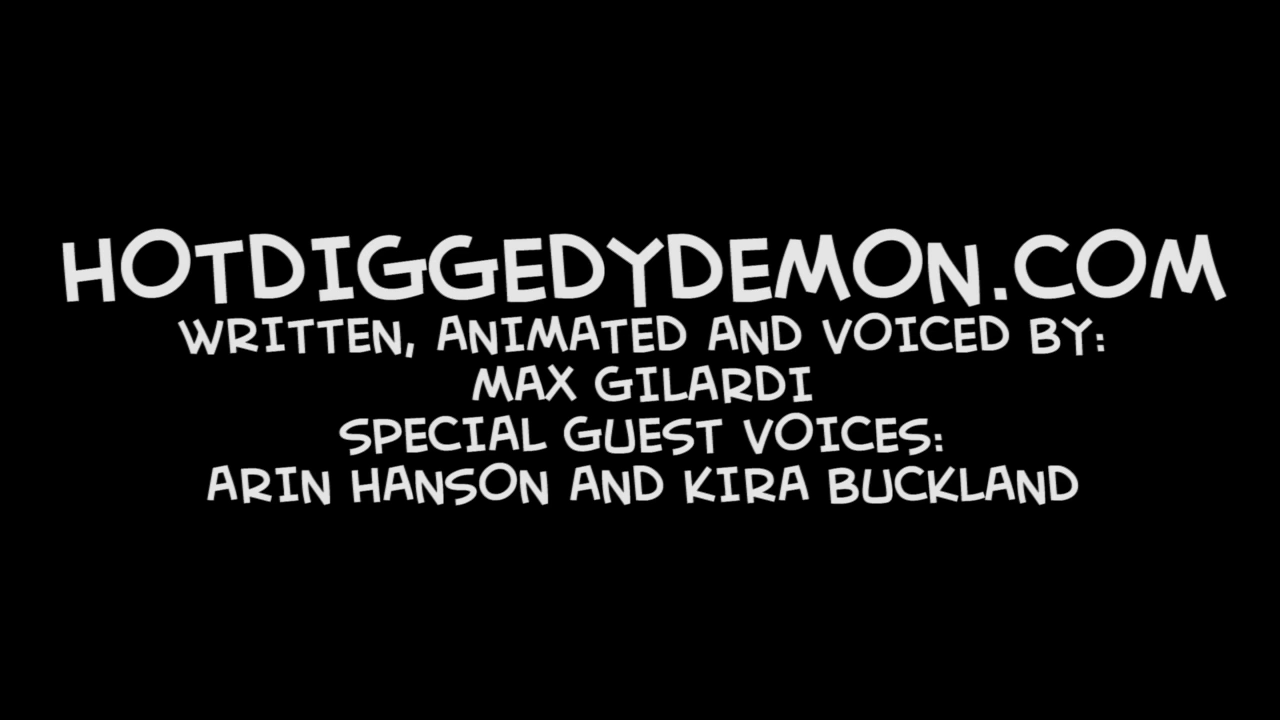 HOTDIGGEDYDEMON.COM
WRITTEN, ANIMATED AND VOICED BY:
MAX GILARDI
SPECIAL GUEST VOICES:
ARIN HANSON AND KIRA BUCKLAND